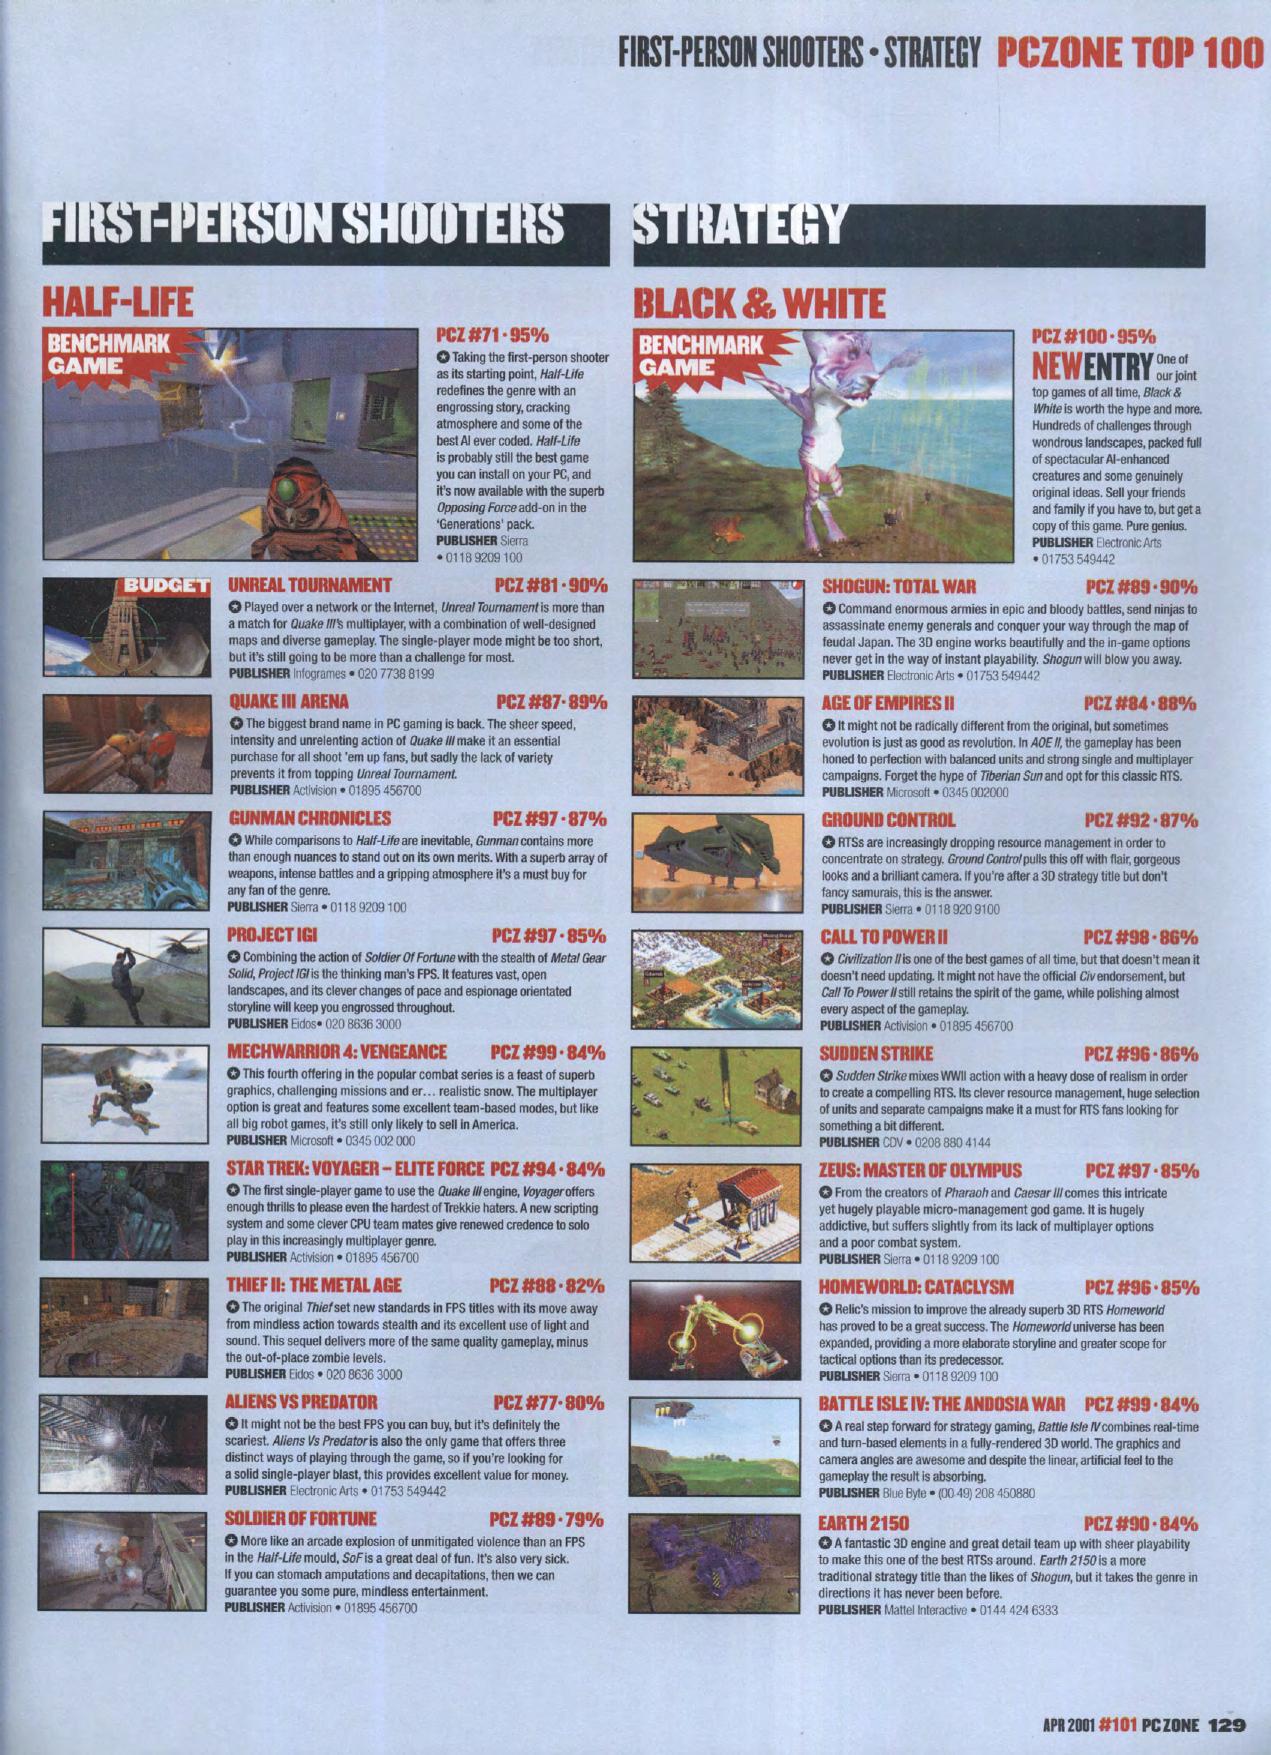 FIRST-PERSON SHOOTERS • STRATEGY PCZONE TOP 100
FIRST-PERSON SHOOTERS
HALF-LIFE
BENCHMARK
GAME
PCZ #71 · 95%
Taking the first-person shooter
as its starting point, Half-Life
redefines the genre with an
engrossing story, cracking
atmosphere and some of the
best AI ever coded. Half-Life
is probably still the best game
you can install on your PC, and
it's now available with the superb
Opposing Force add-on in the
'Generations' pack.
PUBLISHER Sierra
• 0118 9209 100
BUDGET
UNREAL TOURNAMENT PCZ #81 · 90%
Played over a network or the Internet, Unreal Tournament is more than
a match for Quake III's multiplayer, with a combination of well-designed
maps and diverse gameplay. The single-player mode might be too short,
but it's still going to be more than a challenge for most.
PUBLISHER Infogrames • 020 7738 8199
QUAKE III ARENA PCZ #87 · 89%
The biggest brand name in PC gaming is back. The sheer speed,
intensity and unrelenting action of Quake III make it an essential
purchase for all shoot 'em up fans, but sadly the lack of variety
prevents it from topping Unreal Tournament.
PUBLISHER Activision • 01895 456700
GUNMAN CHRONICLES PCZ #97 · 87%
While comparisons to Half-Life are inevitable, Gunman contains more
than enough nuances to stand out on its own merits. With a superb array of
weapons, intense battles and a gripping atmosphere it's a must buy for
any fan of the genre.
PUBLISHER Sierra • 0118 9209 100
PROJECT IGI PCZ #97 · 85%
Combining the action of Soldier Of Fortune with the stealth of Metal Gear
Solid, Project IGI is the thinking man's FPS. It features vast, open
landscapes, and its clever changes of pace and espionage orientated
storyline will keep you engrossed throughout.
PUBLISHER Eidos• 020 8636 3000
MECHWARRIOR 4: VENGEANCE PCZ #99 · 84%
This fourth offering in the popular combat series is a feast of superb
graphics, challenging missions and er... realistic snow. The multiplayer
option is great and features some excellent team-based modes, but like
all big robot games, it's still only likely to sell in America.
PUBLISHER Microsoft • 0345 002 000
STAR TREK: VOYAGER – ELITE FORCE PCZ #94 · 84%
The first single-player game to use the Quake III engine, Voyager offers
enough thrills to please even the hardest of Trekkie haters. A new scripting
system and some clever CPU team mates give renewed credence to solo
play in this increasingly multiplayer genre.
PUBLISHER Activision • 01895 456700
THIEF II: THE METAL AGE PCZ #88 · 82%
The original Thief set new standards in FPS titles with its move away
from mindless action towards stealth and its excellent use of light and
sound. This sequel delivers more of the same quality gameplay, minus
the out-of-place zombie levels.
PUBLISHER Eidos • 020 8636 3000
ALIENS VS PREDATOR PCZ #77 · 80%
It might not be the best FPS you can buy, but it's definitely the
scariest. Aliens Vs Predator is also the only game that offers three
distinct ways of playing through the game, so if you're looking for
a solid single-player blast, this provides excellent value for money.
PUBLISHER Electronic Arts • 01753 549442
SOLDIER OF FORTUNE PCZ #89 · 79%
More like an arcade explosion of unmitigated violence than an FPS
in the Half-Life mould, SoF is a great deal of fun. It's also very sick.
If you can stomach amputations and decapitations, then we can
guarantee you some pure, mindless entertainment.
PUBLISHER Activision • 01895 456700
STRATEGY
BLACK & WHITE
BENCHMARK
GAME
PCZ #100 · 95%
NEW ENTRY One of
our joint
top games of all time, Black &
White is worth the hype and more.
Hundreds of challenges through
wondrous landscapes, packed full
of spectacular AI-enhanced
creatures and some genuinely
original ideas. Sell your friends
and family if you have to, but get a
copy of this game. Pure genius.
PUBLISHER Electronic Arts
• 01753 549442
SHOGUN: TOTAL WAR PCZ #89 · 90%
Command enormous armies in epic and bloody battles, send ninjas to
assassinate enemy generals and conquer your way through the map of
feudal Japan. The 3D engine works beautifully and the in-game options
never get in the way of instant playability. Shogun will blow you away.
PUBLISHER Electronic Arts • 01753 549442
AGE OF EMPIRES II PCZ #84 · 88%
It might not be radically different from the original, but sometimes
evolution is just as good as revolution. In AOE II, the gameplay has been
honed to perfection with balanced units and strong single and multiplayer
campaigns. Forget the hype of Tiberian Sun and opt for this classic RTS.
PUBLISHER Microsoft • 0345 002000
GROUND CONTROL PCZ #92 · 87%
RTSs are increasingly dropping resource management in order to
concentrate on strategy. Ground Control pulls this off with flair, gorgeous
looks and a brilliant camera. If you're after a 3D strategy title but don't
fancy samurais, this is the answer.
PUBLISHER Sierra • 0118 920 9100
CALL TO POWER II PCZ #98 · 86%
Civilization II is one of the best games of all time, but that doesn't mean it
doesn't need updating. It might not have the official Civ endorsement, but
Call To Power II still retains the spirit of the game, while polishing almost
every aspect of the gameplay.
PUBLISHER Activision • 01895 456700
SUDDEN STRIKE PCZ #96 · 86%
Sudden Strike mixes WWII action with a heavy dose of realism in order
to create a compelling RTS. Its clever resource management, huge selection
of units and separate campaigns make it a must for RTS fans looking for
something a bit different.
PUBLISHER CDV • 0208 880 4144
ZEUS: MASTER OF OLYMPUS PCZ #97 · 85%
From the creators of Pharaoh and Caesar III comes this intricate
yet hugely playable micro-management god game. It is hugely
addictive, but suffers slightly from its lack of multiplayer options
and a poor combat system.
PUBLISHER Sierra • 0118 9209 100
HOMEWORLD: CATACLYSM PCZ #96 · 85%
Relic's mission to improve the already superb 3D RTS Homeworld
has proved to be a great success. The Homeworld universe has been
expanded, providing a more elaborate storyline and greater scope for
tactical options than its predecessor.
PUBLISHER Sierra • 0118 9209 100
BATTLE ISLE IV: THE ANDOSIA WAR PCZ #99 · 84%
A real step forward for strategy gaming, Battle Isle IV combines real-time
and turn-based elements in a fully-rendered 3D world. The graphics and
camera angles are awesome and despite the linear, artificial feel to the
gameplay the result is absorbing.
PUBLISHER Blue Byte • (00 49) 208 450880
EARTH 2150 PCZ #90 · 84%
A fantastic 3D engine and great detail team up with sheer playability
to make this one of the best RTSs around. Earth 2150 is a more
traditional strategy title than the likes of Shogun, but it takes the genre in
directions it has never been before.
PUBLISHER Mattel Interactive • 0144 424 6333
APR 2001 #101 PC ZONE 129